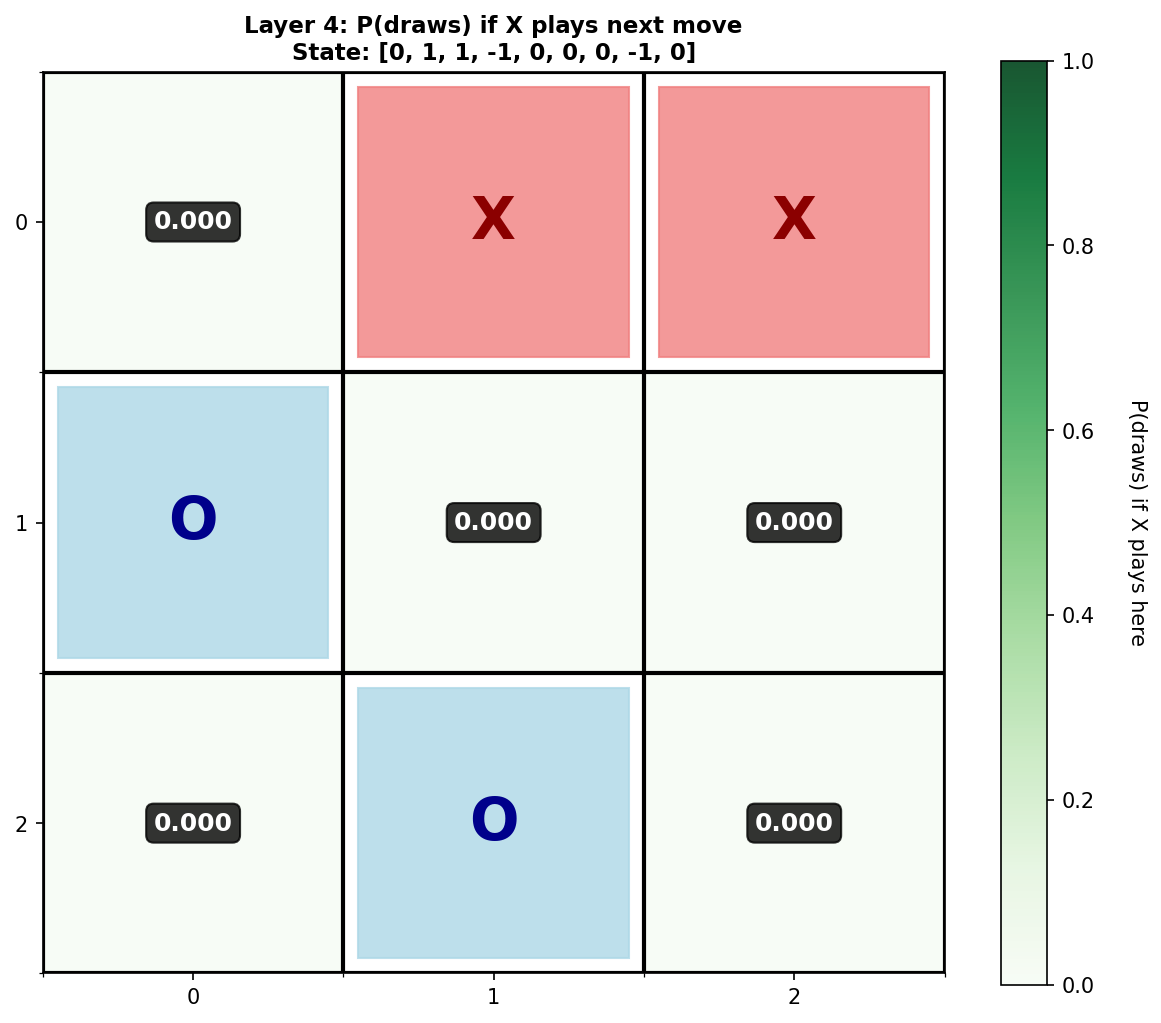 Layer 4: P(draws) if X plays next move
State: [0, 1, 1, -1, 0, 0, 0, -1, 0]
0
0.000
X
X
1
O
0.000
0.000
2
0.000
O
0.000
0
1
2
1.0
0.8
0.6
0.4
0.2
0.0
P(draws) if X plays here